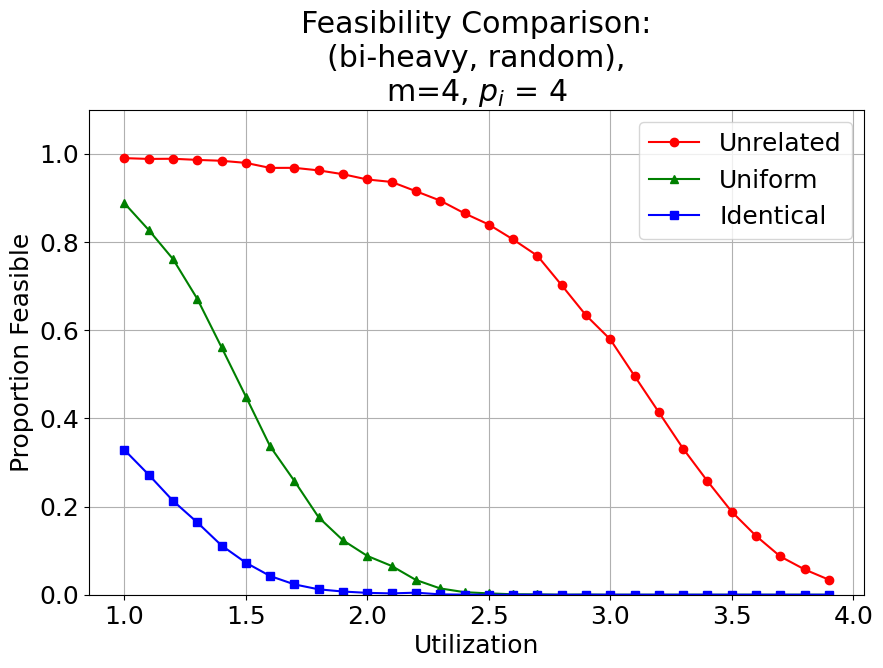 Feasibility Comparison:
(bi-heavy, random),
m=4, $p_i$ = 4
Unrelated
Uniform
Identical
Proportion Feasible
1.0
0.8
0.6
0.4
0.2
0.0
1.0 1.5 2.0 2.5 3.0 3.5 4.0
Utilization